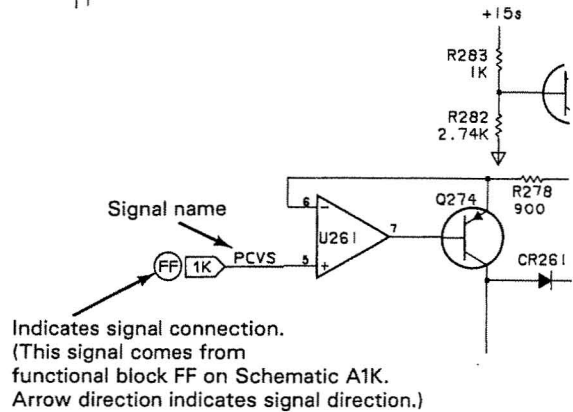 +15s
R283
1K
R282
2.74K
Q274
R278
900
6
-
U261
7
Signal name
FF
1K
PCVS
5
+
CR261
Indicates signal connection.
(This signal comes from
functional block FF on Schematic A1K.
Arrow direction indicates signal direction.)